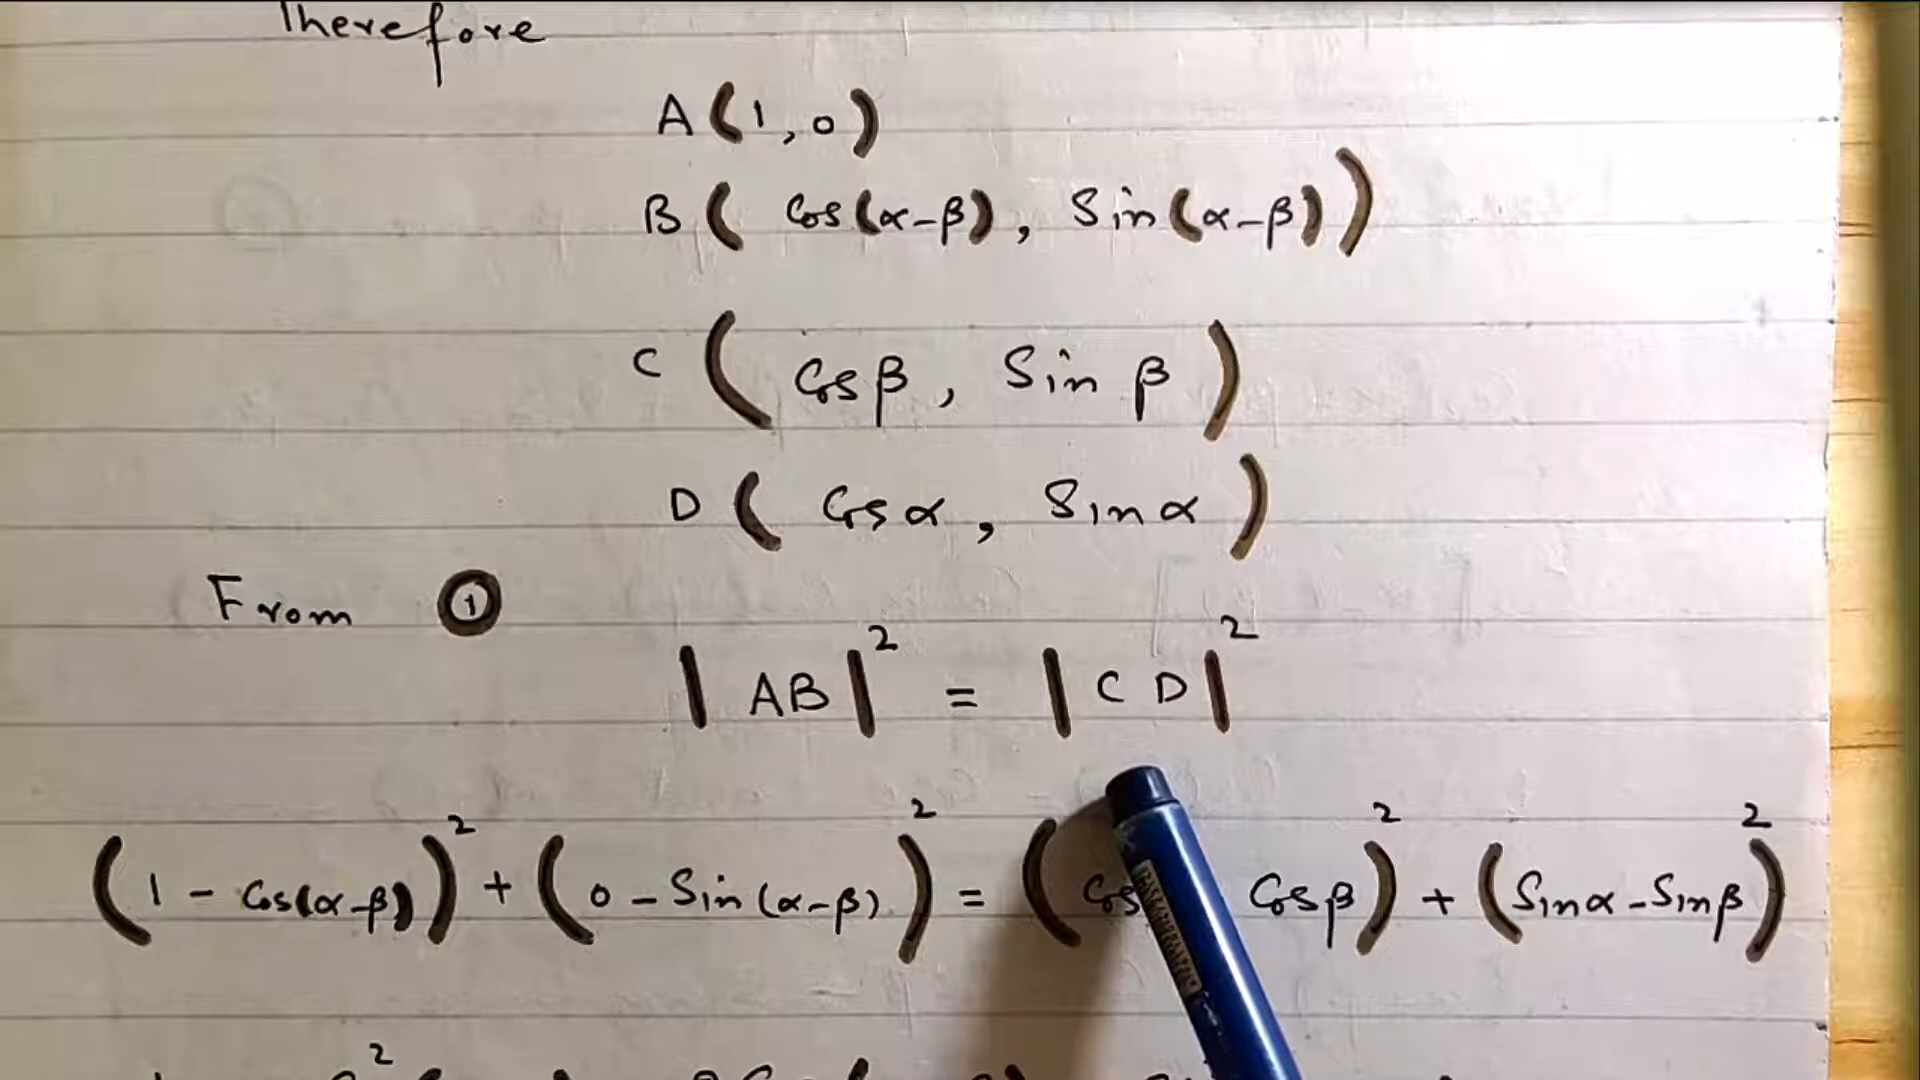 Therefore
A(1,0)
B( Cos(α-β), Sin(α-β))
C ( Cosβ, Sin β )
D ( Cosα, Sinα )
From ①
|AB|² = |CD|²
(1 - Cos(α-β))² + (0 - Sin(α-β))² = (Cos Cosβ)² + (Sinα - Sinβ)²